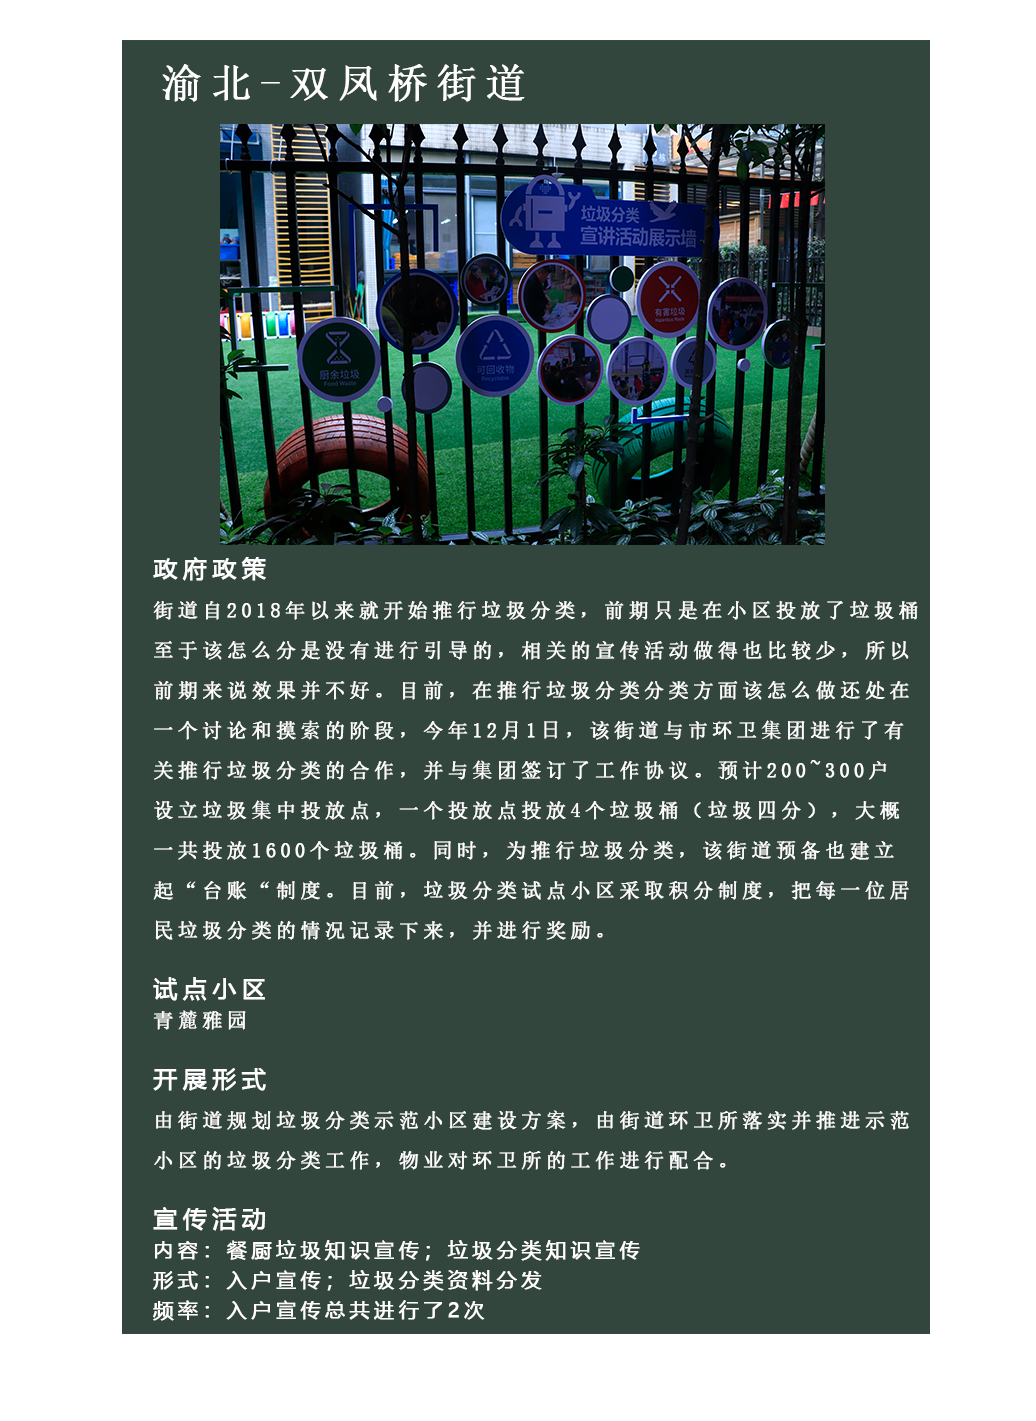 渝北-双凤桥街道
垃圾分类
宣讲活动展示墙
有害垃圾
厨余垃圾
Food Waste
可回收物
Recyclable
政府政策
街道自2018年以来就开始推行垃圾分类，前期只是在小区投放了垃圾桶
至于该怎么分是没有进行引导的，相关的宣传活动做得也比较少，所以
前期来说效果并不好。目前，在推行垃圾分类分类方面该怎么做还处在
一个讨论和摸索的阶段，今年12月1日，该街道与市环卫集团进行了有
关推行垃圾分类的合作，并与集团签订了工作协议。预计200~300户
设立垃圾集中投放点，一个投放点投放4个垃圾桶（垃圾四分），大概
一共投放1600个垃圾桶。同时，为推行垃圾分类，该街道预备也建立
起“台账“制度。目前，垃圾分类试点小区采取积分制度，把每一位居
民垃圾分类的情况记录下来，并进行奖励。
试点小区
青麓雅园
开展形式
由街道规划垃圾分类示范小区建设方案，由街道环卫所落实并推进示范
小区的垃圾分类工作，物业对环卫所的工作进行配合。
宣传活动
内容：餐厨垃圾知识宣传；垃圾分类知识宣传
形式：入户宣传；垃圾分类资料分发
频率：入户宣传总共进行了2次